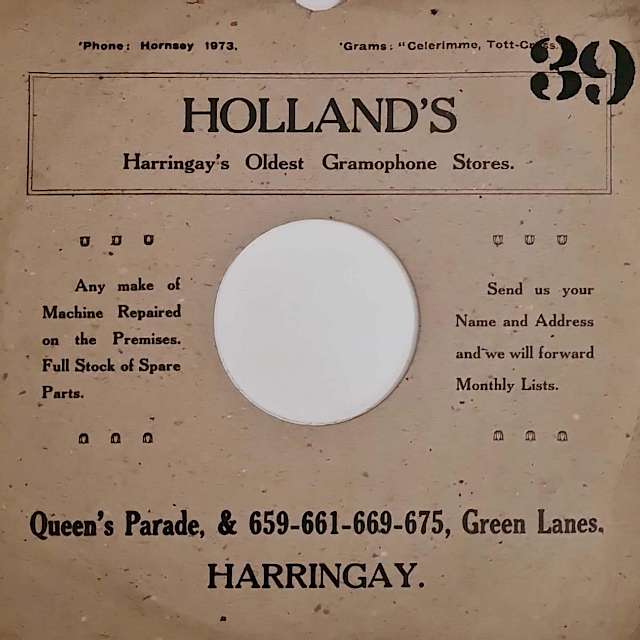 'Phone: Hornsey 1973.
'Grams: "Celerimme, Tott-Cross.
39
HOLLAND'S
Harringay's Oldest Gramophone Stores.
Any make of
Machine Repaired
on the Premises.
Full Stock of Spare
Parts.
Send us your
Name and Address
and we will forward
Monthly Lists.
Queen's Parade, & 659-661-669-675, Green Lanes.
HARRINGAY.